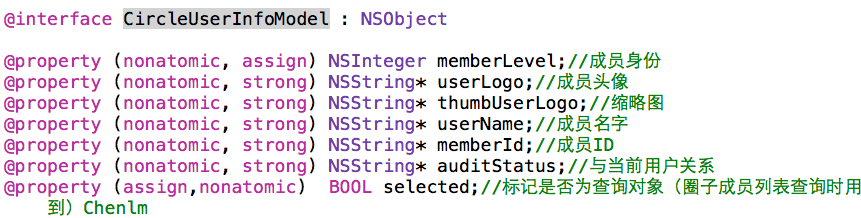 @interface CircleUserInfoModel : NSObject
@property (nonatomic, assign) NSInteger memberLevel;//成员身份
@property (nonatomic, strong) NSString* userLogo;//成员头像
@property (nonatomic, strong) NSString* thumbUserLogo;//缩略图
@property (nonatomic, strong) NSString* userName;//成员名字
@property (nonatomic, strong) NSString* memberId;//成员ID
@property (nonatomic, strong) NSString* auditStatus;//与当前用户关系
@property (assign,nonatomic)  BOOL selected;//标记是否为查询对象（圈子成员列表查询时用
到）Chenlm